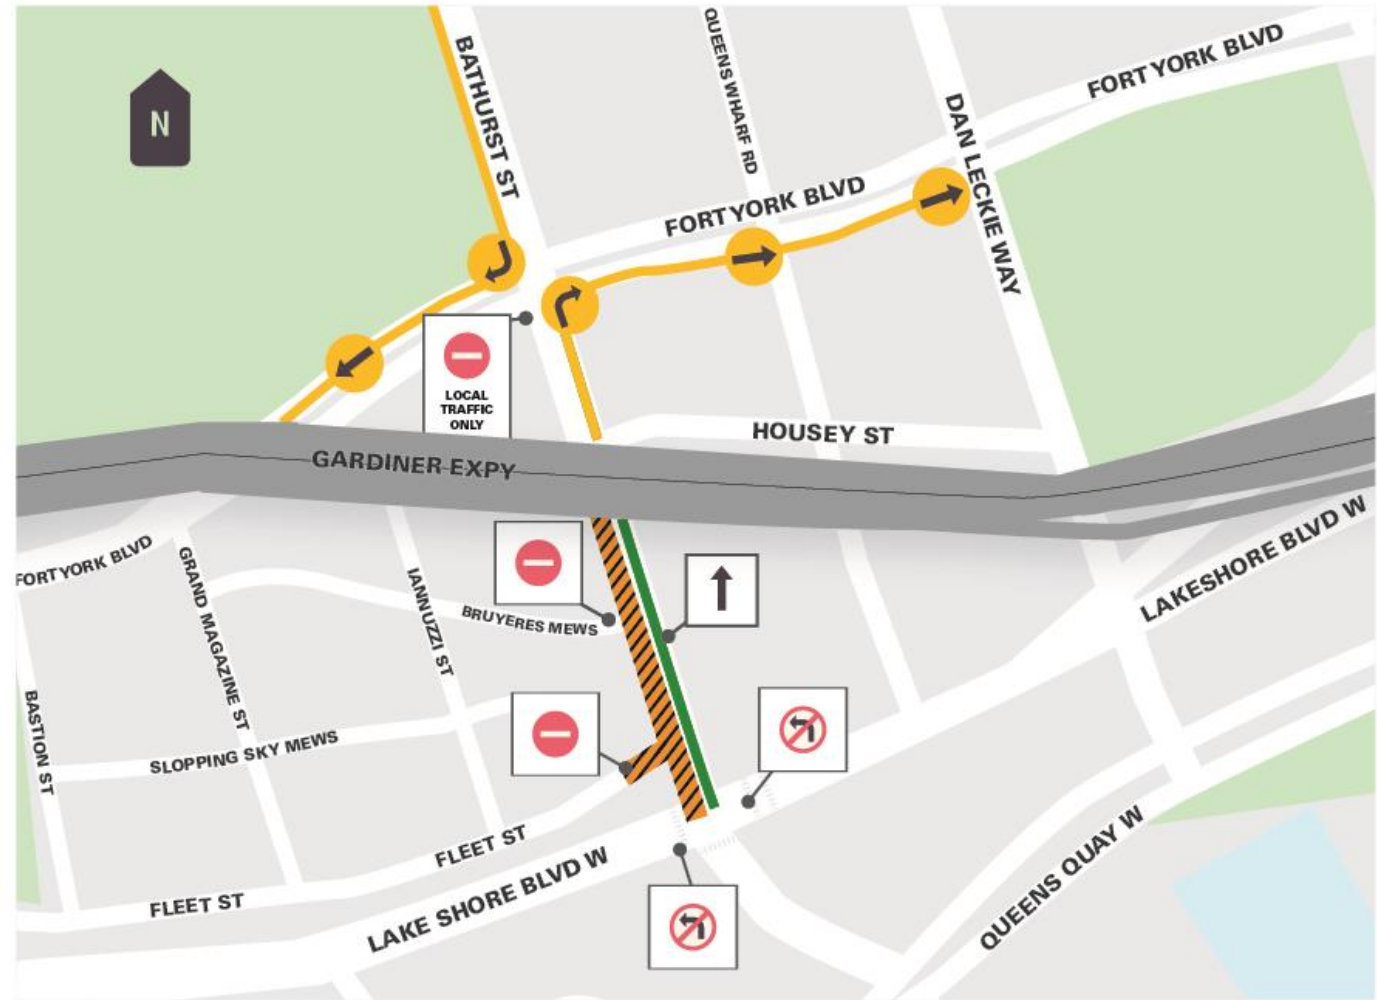 BATHURST ST
QUEENS WHARF RD
FORT YORK BLVD
N
DAN LECKIE WAY
FORT YORK BLVD
LOCAL
TRAFFIC
ONLY
HOUSEY ST
GARDINER EXPY
LAKESHORE BLVD W
FORT YORK BLVD
GRAND MAGAZINE ST
IANNUZZI ST
BRUYERES MEWS
BASTION ST
SLOPPING SKY MEWS
FLEET ST
LAKE SHORE BLVD W
QUEENS QUAY W
FLEET ST